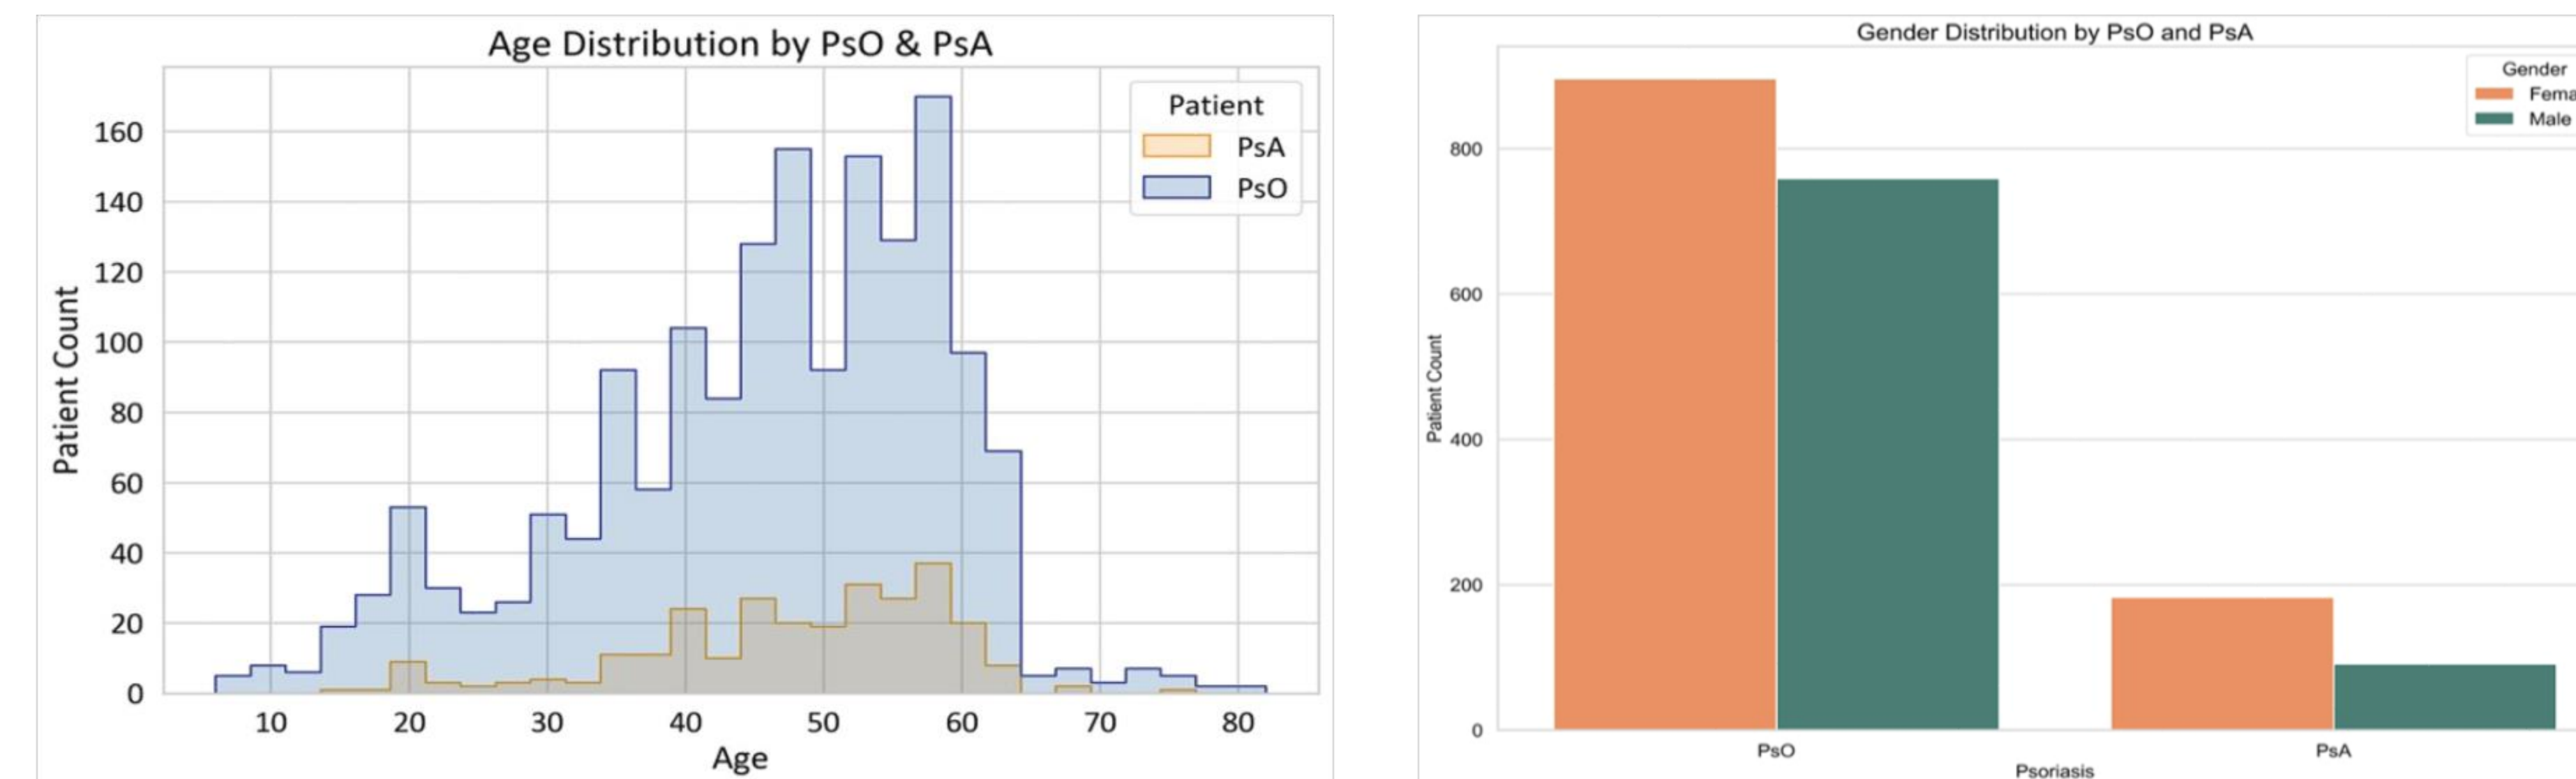 Age Distribution by PsO & PsA
Patient
PsA
PsO
160
140
120
100
80
60
40
20
0
Patient Count
10 20 30 40 50 60 70 80
Age
Gender Distribution by PsO and PsA
Gender
Fema
Male
800
600
400
200
0
Patient Count
PsO PsA
Psoriasis